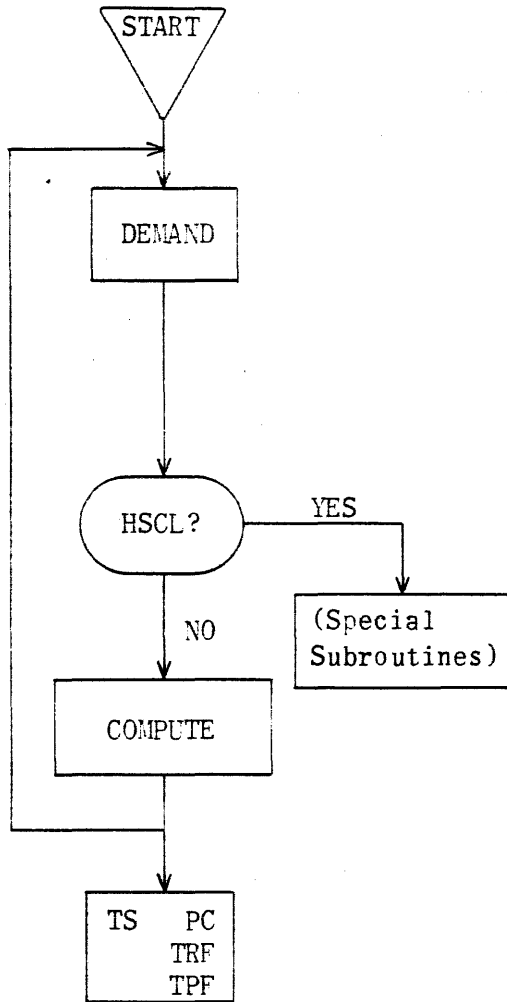 START
DEMAND
HSCL?
YES
(Special
Subroutines)
NO
COMPUTE
TS PC
TRF
TPF